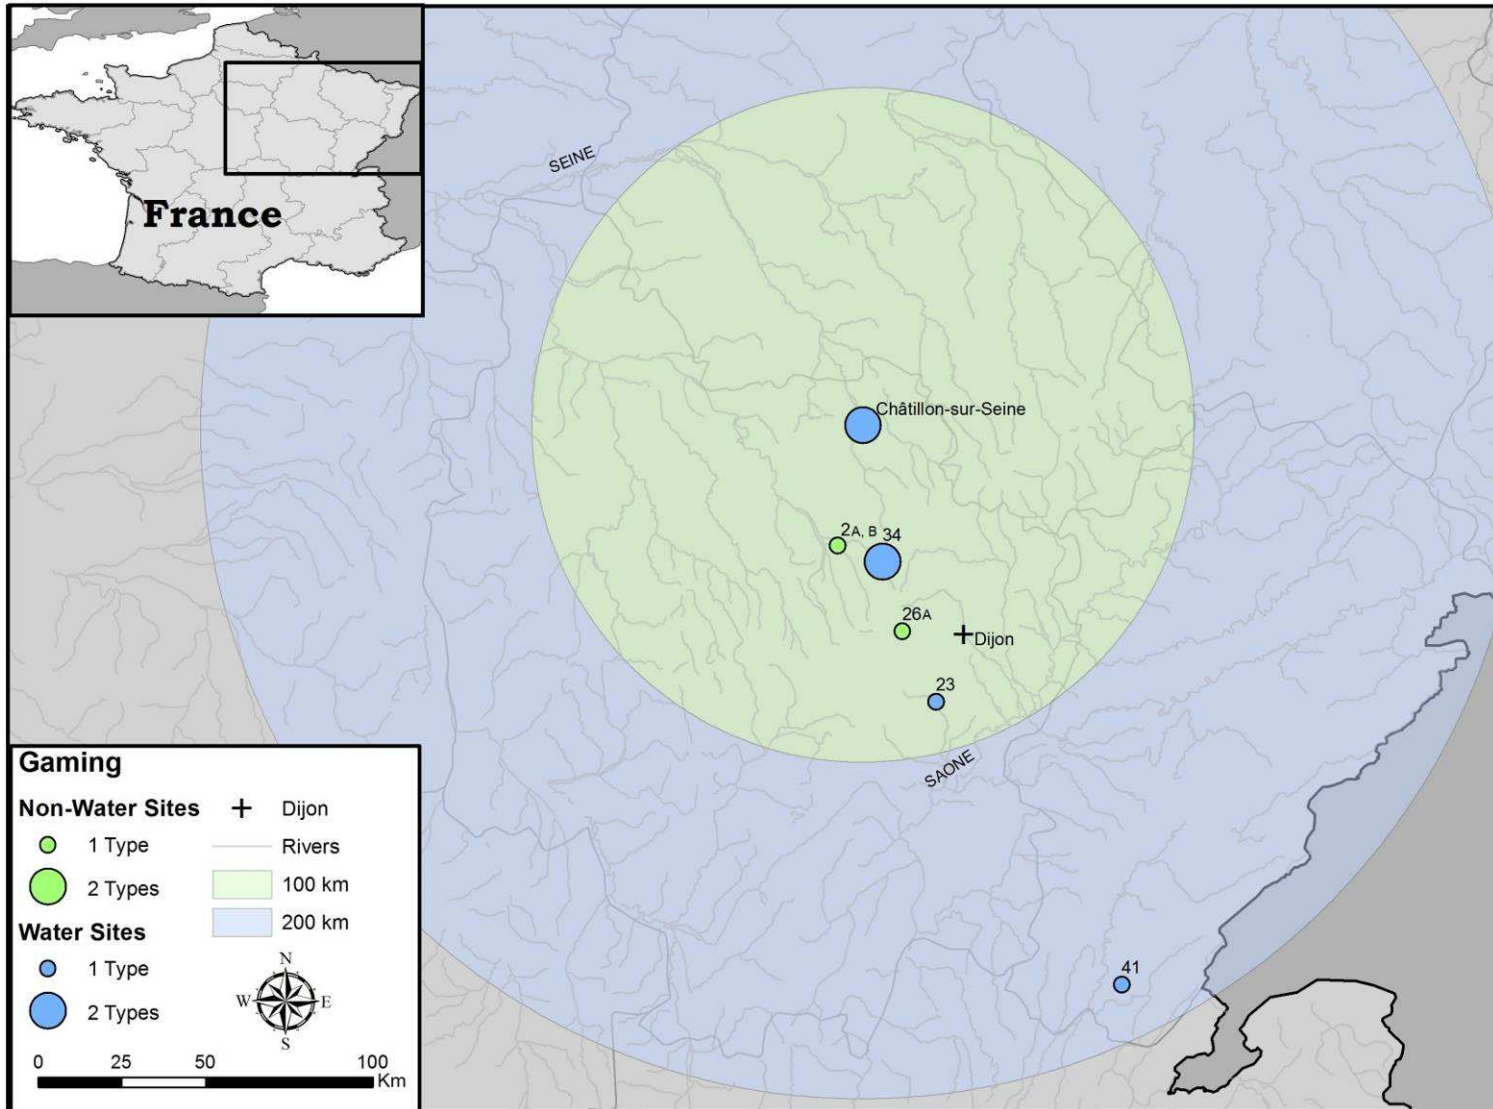 France
SEINE
Châtillon-sur-Seine
2A, B
34
26A
Dijon
23
SAONE
41
Gaming
Non-Water Sites
1 Type
2 Types
Water Sites
1 Type
2 Types
Dijon
Rivers
100 km
200 km
N
W E
S
0 25 50 100
Km